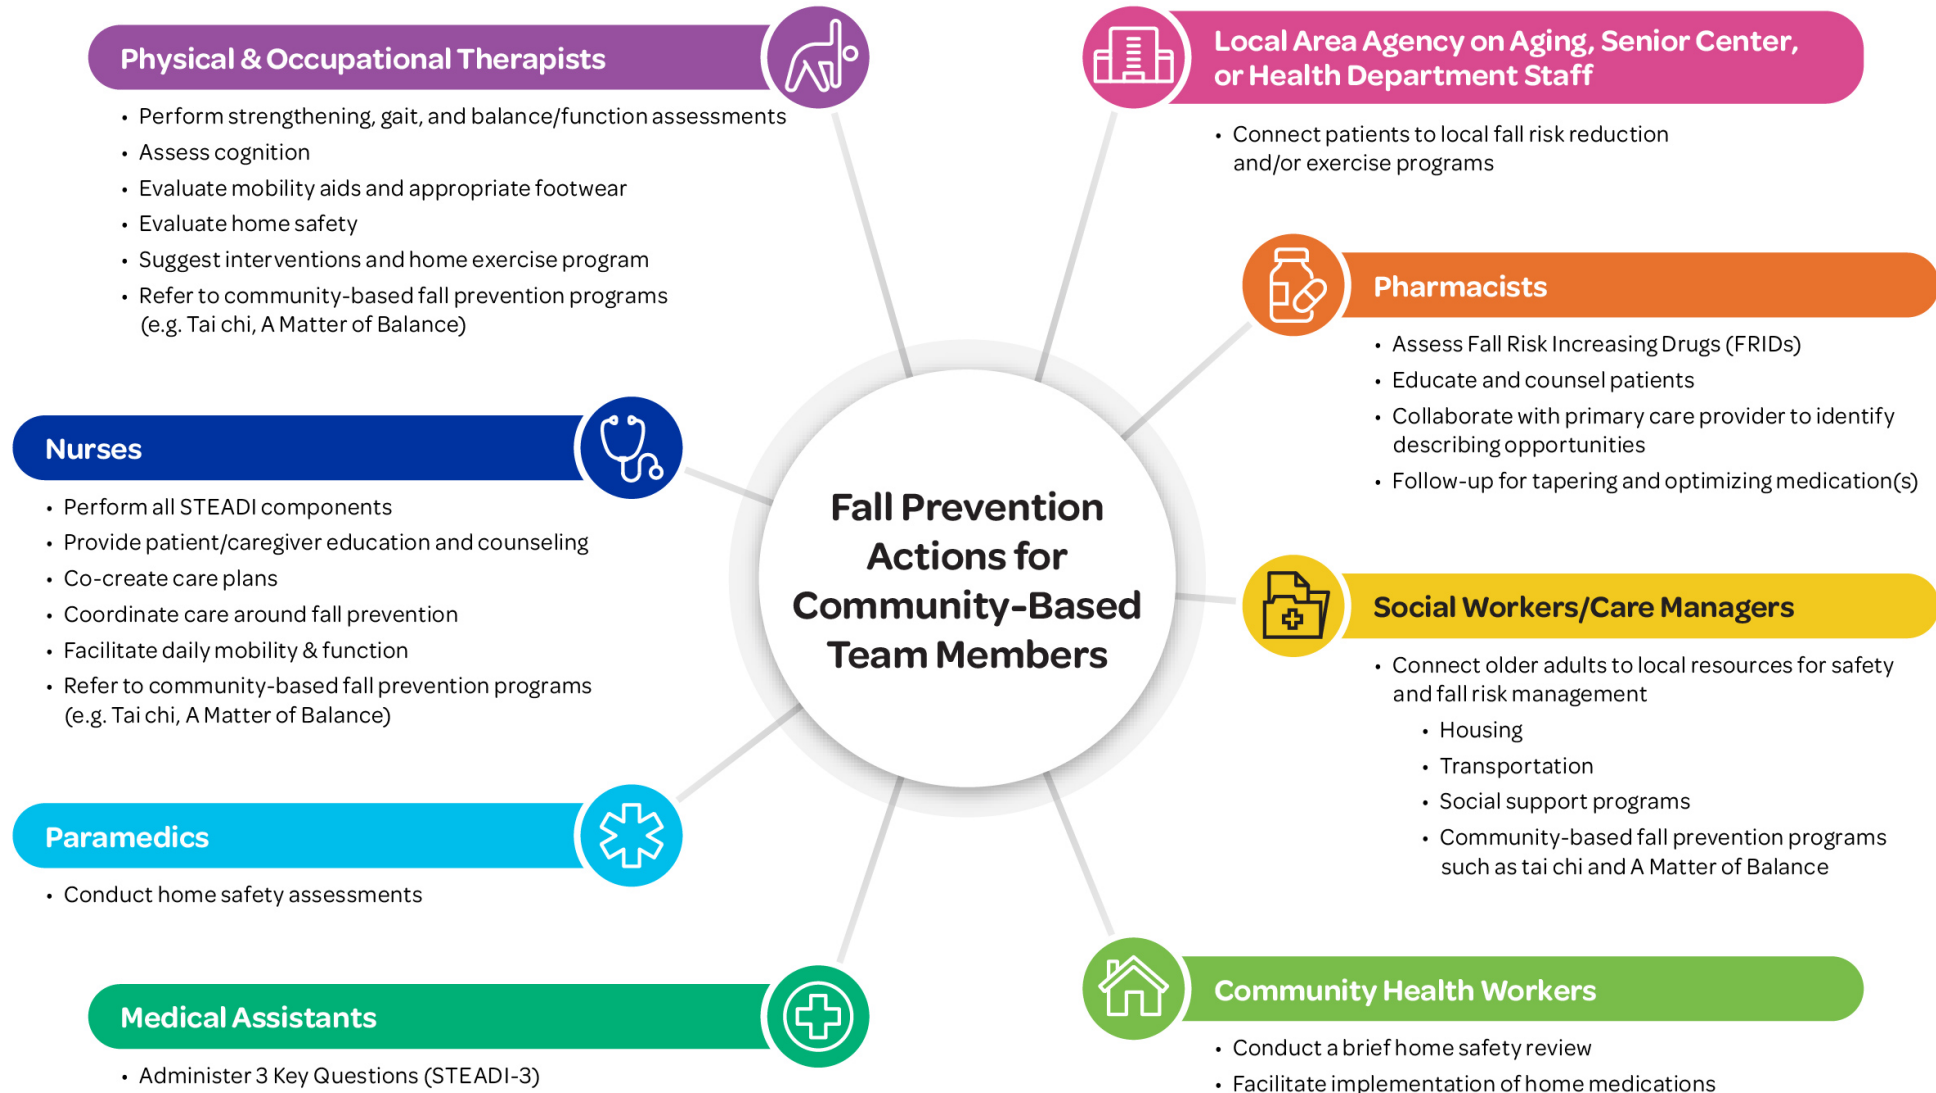 Physical & Occupational Therapists
• Perform strengthening, gait, and balance/function assessments
• Assess cognition
• Evaluate mobility aids and appropriate footwear
• Evaluate home safety
• Suggest interventions and home exercise program
• Refer to community-based fall prevention programs
(e.g. Tai chi, A Matter of Balance)
Nurses
• Perform all STEADI components
• Provide patient/caregiver education and counseling
• Co-create care plans
• Coordinate care around fall prevention
• Facilitate daily mobility & function
• Refer to community-based fall prevention programs
(e.g. Tai chi, A Matter of Balance)
Paramedics
• Conduct home safety assessments
Medical Assistants
• Administer 3 Key Questions (STEADI-3)
Fall Prevention
Actions for
Community-Based
Team Members
Local Area Agency on Aging, Senior Center,
or Health Department Staff
• Connect patients to local fall risk reduction
and/or exercise programs
Pharmacists
• Assess Fall Risk Increasing Drugs (FRIDs)
• Educate and counsel patients
• Collaborate with primary care provider to identify
describing opportunities
• Follow-up for tapering and optimizing medication(s)
Social Workers/Care Managers
• Connect older adults to local resources for safety
and fall risk management
• Housing
• Transportation
• Social support programs
• Community-based fall prevention programs
such as tai chi and A Matter of Balance
Community Health Workers
• Conduct a brief home safety review
• Facilitate implementation of home medications